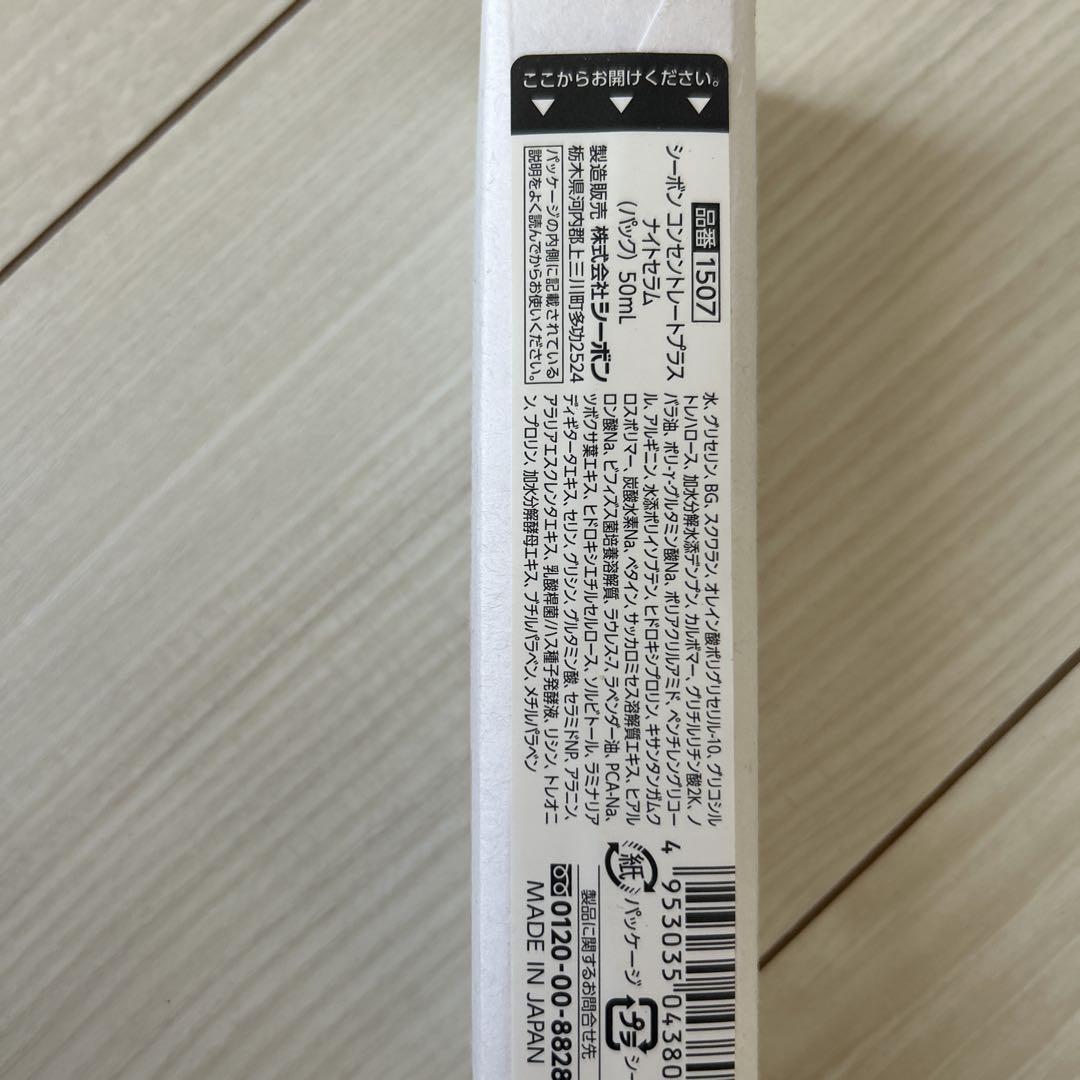 ここからお開けください。
品番 1507
シーボン コンセントレートプラス
ナイトセラム
(パック) 50mL
製造販売 株式会社シーボン
栃木県河内郡上三川町多功2524
パッケージの内側に記載されている
説明をよく読んでからお使いください。
水、グリセリン、BG、スクワラン、オレイン酸ポリグリセリル-10、グリコシル
トレハロース、加水分解水添デンプン、カルボマー、グリチルリチン酸2K、ノ
バラ油、ポリ-γ-グルタミン酸Na、ポリアクリルアミド、ペンチレングリコー
ル、アルギニン、水添ポリイソブテン、ヒドロキシプロリン、キサンタンガムク
ロスポリマー、炭酸水素Na、ベタイン、サッカロミセス溶解質エキス、ヒアル
ロン酸Na、ビフィズス菌培養溶解質、ラウレス-7、ラベンダー油、PCA-Na、
ツボクサ葉エキス、ヒドロキシエチルセルロース、ソルビトール、ラミナリア
ディギタータエキス、セリン、グリシン、グルタミン酸、セラミドNP、アラニン、
アラリアエスクレンタエキス、乳酸桿菌/ハス種子発酵液、リシン、トレオニ
ン、プロリン、加水分解酵母エキス、ブチルパラベン、メチルパラベン
4 953035 04380
紙 パッケージ プラ シー
製品に関するお問合せ先
0120-00-8828
MADE IN JAPAN